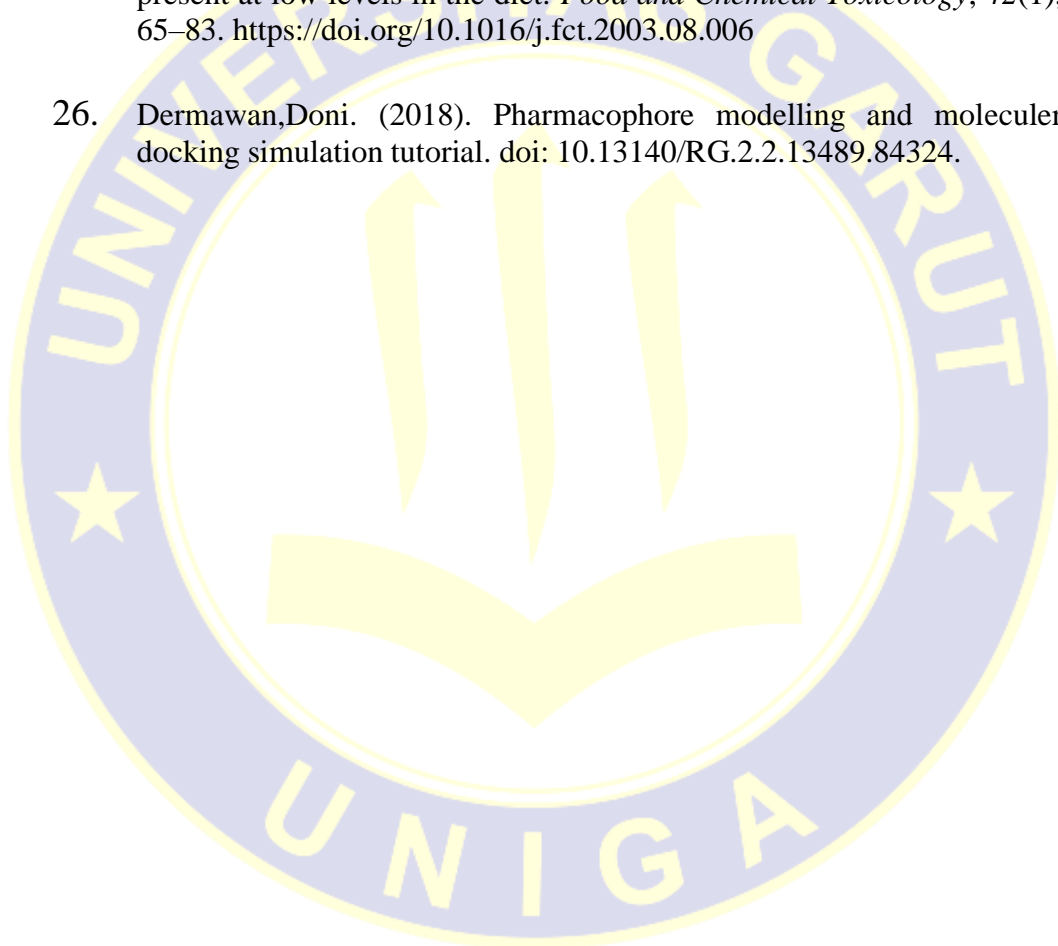 present at low levels in the diet. Food and Chemical Toxicology, 42(1),
65–83. https://doi.org/10.1016/j.fct.2003.08.006
26. Dermawan,Doni. (2018). Pharmacophore modelling and moleculer
docking simulation tutorial. doi: 10.13140/RG.2.2.13489.84324.
UNIVERSITAS GARUT
UNIGA